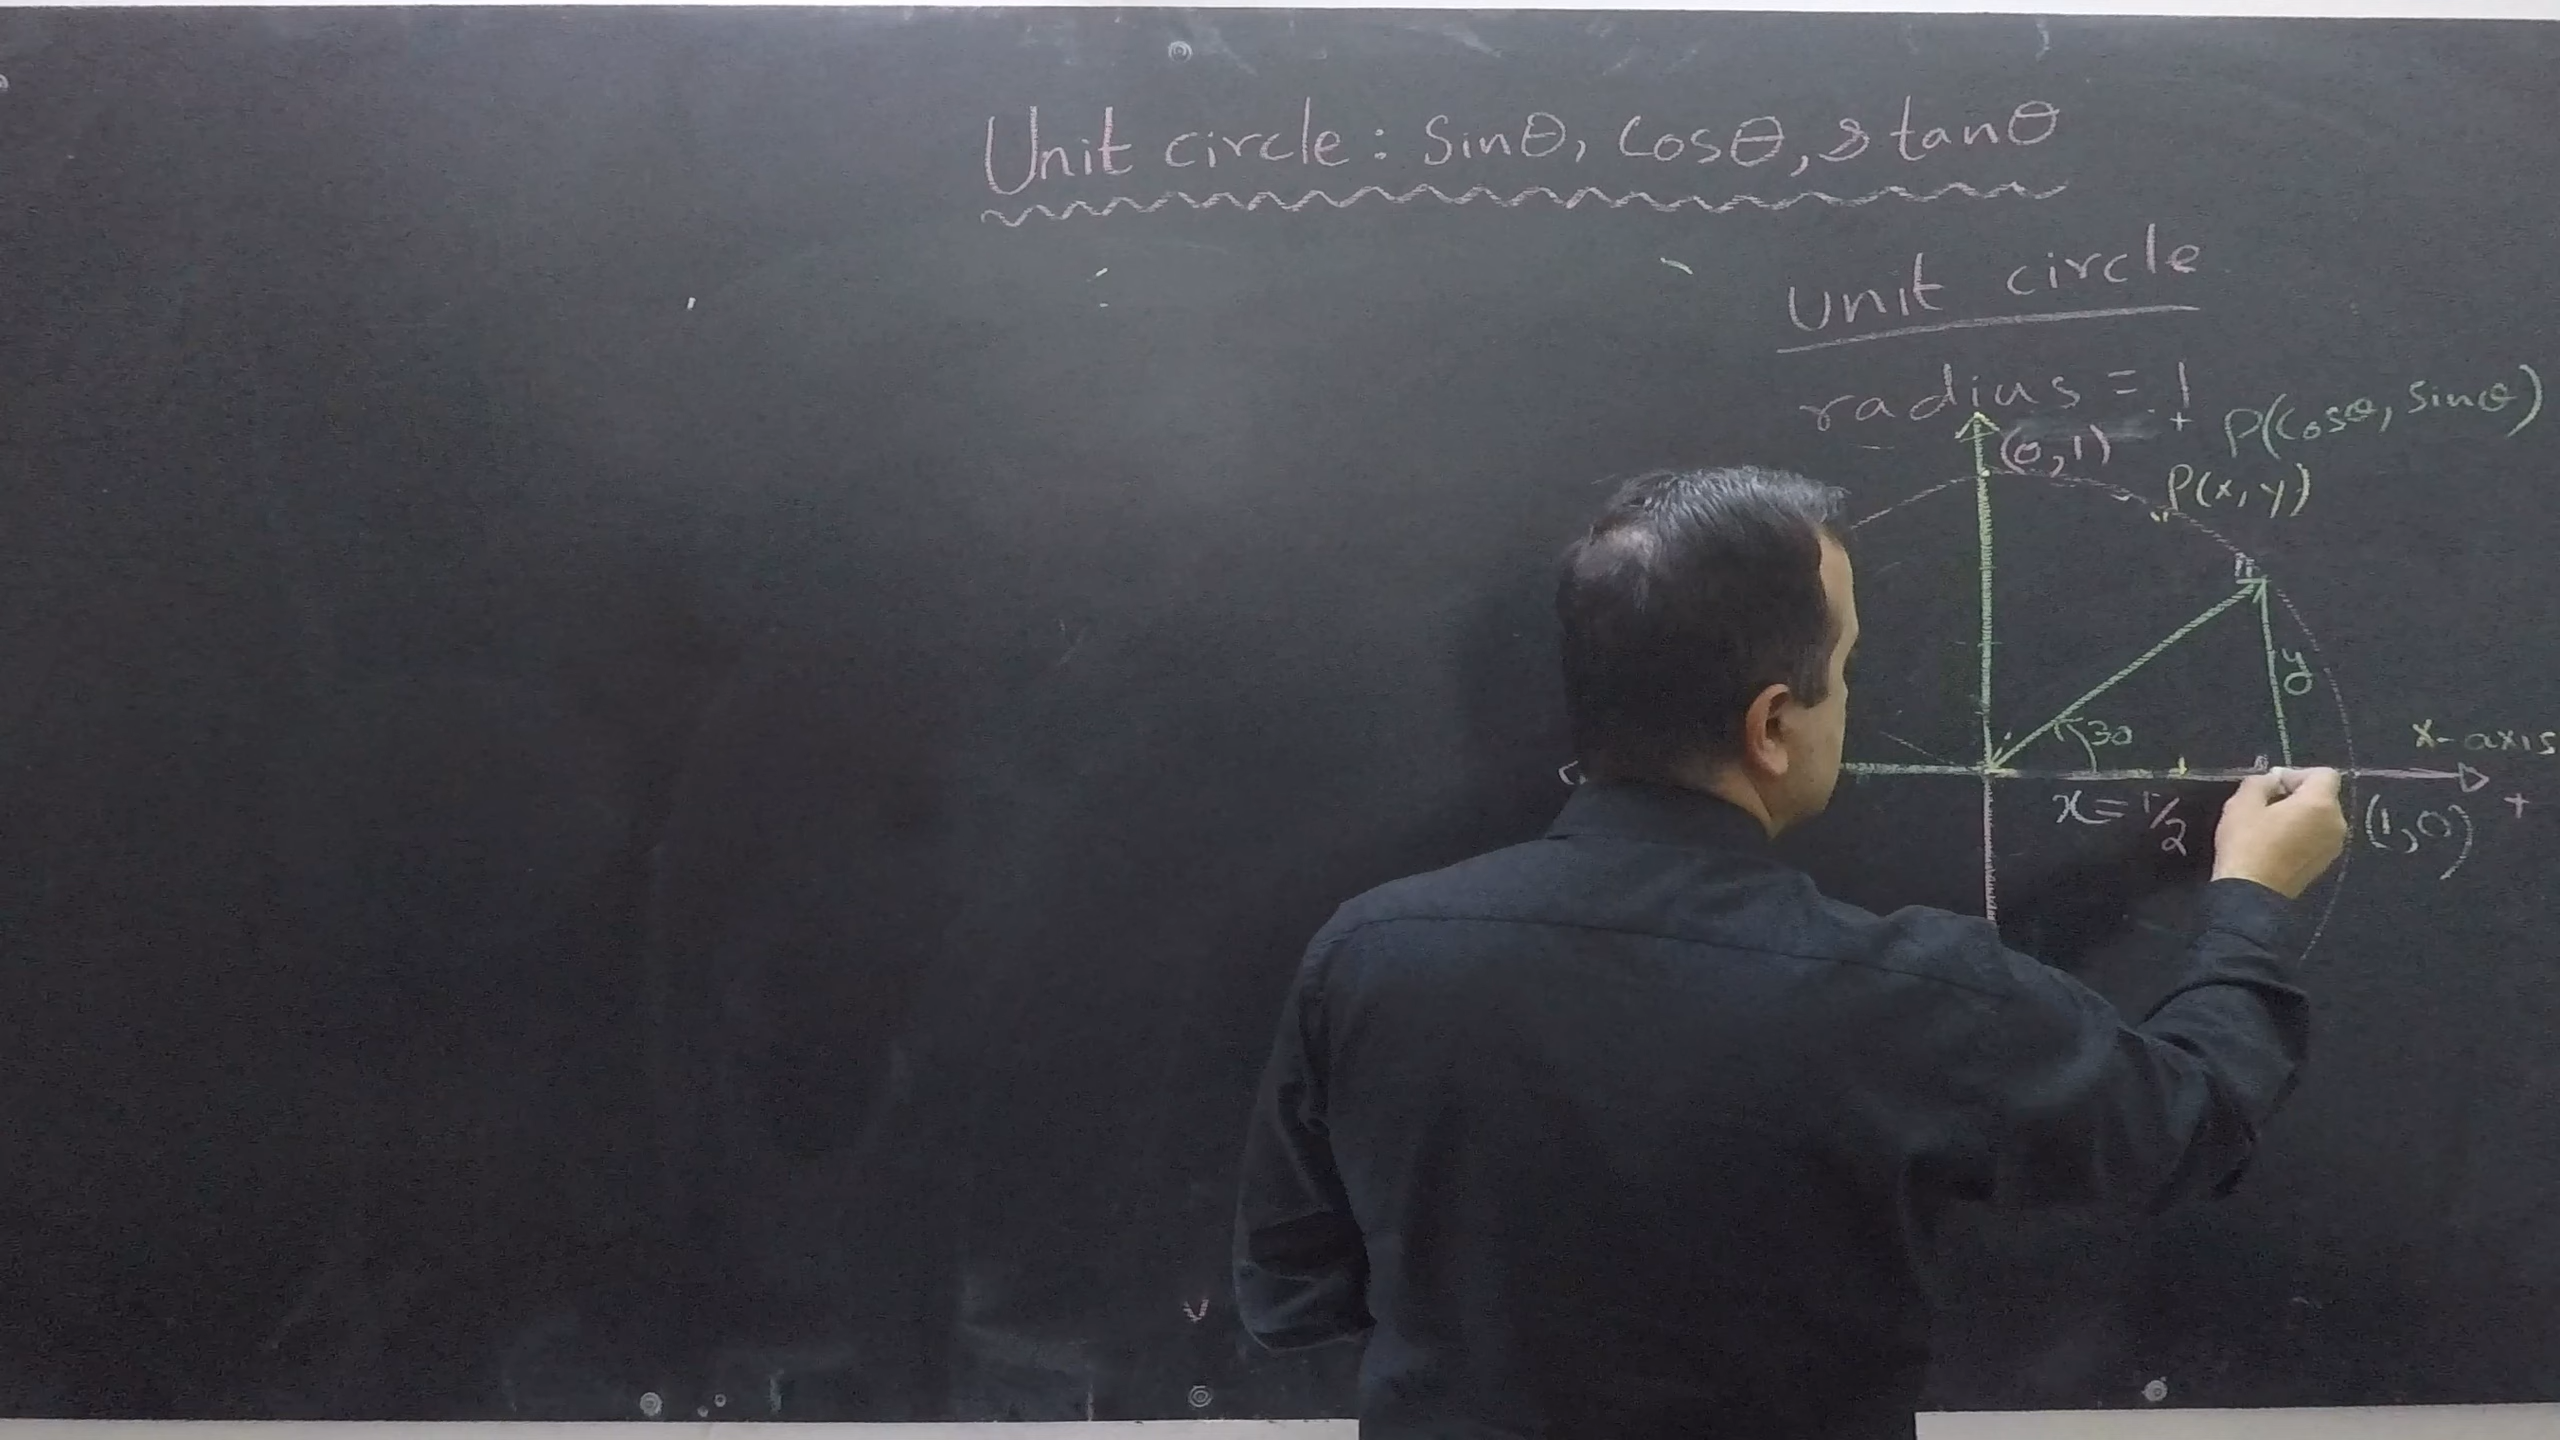 Unit circle : Sinθ, Cosθ, & tanθ
Unit circle
radius = 1
+
P(Cosθ, Sinθ)
(0,1)
P(x, y)
y
30
x-axis
x = 1/2
(1,0)
+